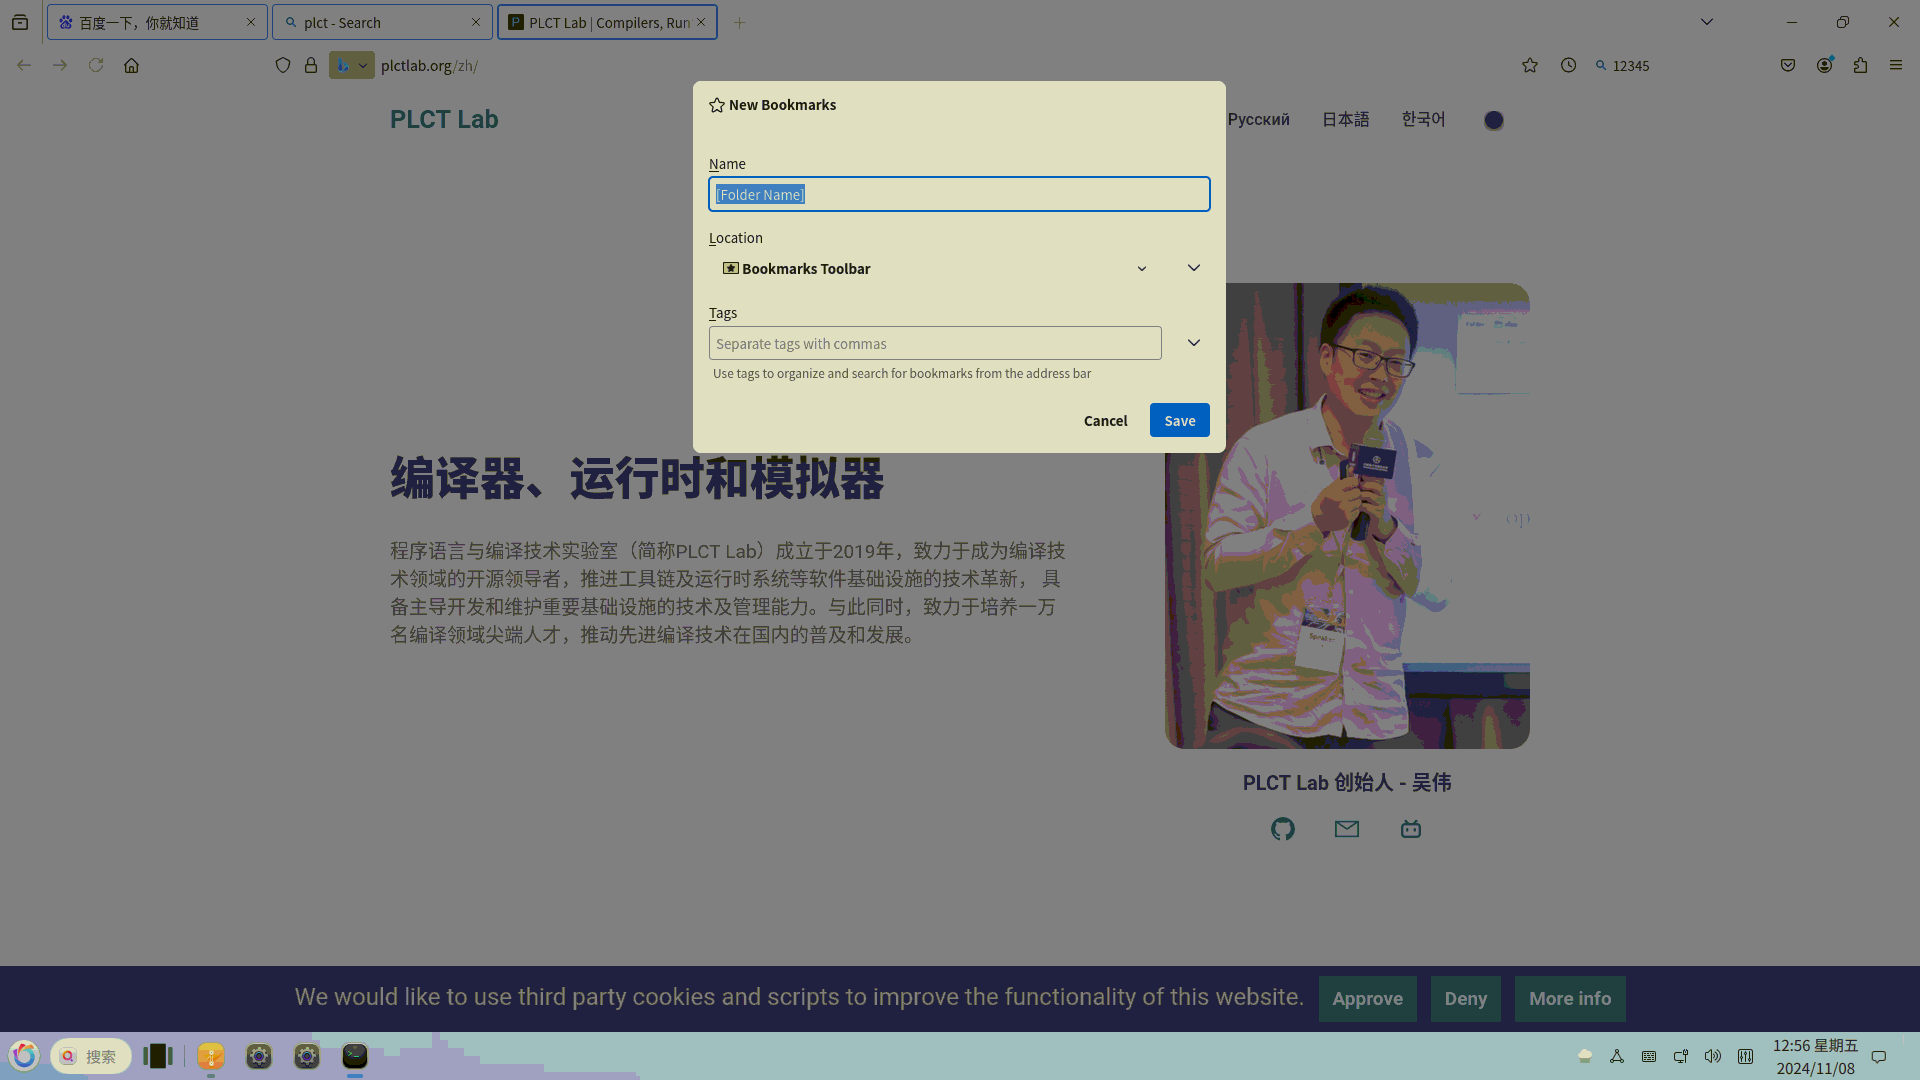 百度一下，你就知道
plct - Search
PLCT Lab | Compilers, Run
plctlab.org/zh/
12345
PLCT Lab
Русский
日本語
한국어
New Bookmarks
Name
[Folder Name]
Location
Bookmarks Toolbar
Tags
Separate tags with commas
Use tags to organize and search for bookmarks from the address bar
Cancel
Save
编译器、运行时和模拟器
程序语言与编译技术实验室（简称PLCT Lab）成立于2019年，致力于成为编译技
术领域的开源领导者，推进工具链及运行时系统等软件基础设施的技术革新， 具
备主导开发和维护重要基础设施的技术及管理能力。与此同时，致力于培养一万
名编译领域尖端人才，推动先进编译技术在国内的普及和发展。
PLCT Lab 创始人 - 吴伟
We would like to use third party cookies and scripts to improve the functionality of this website.
Approve
Deny
More info
搜索
12:56 星期五
2024/11/08